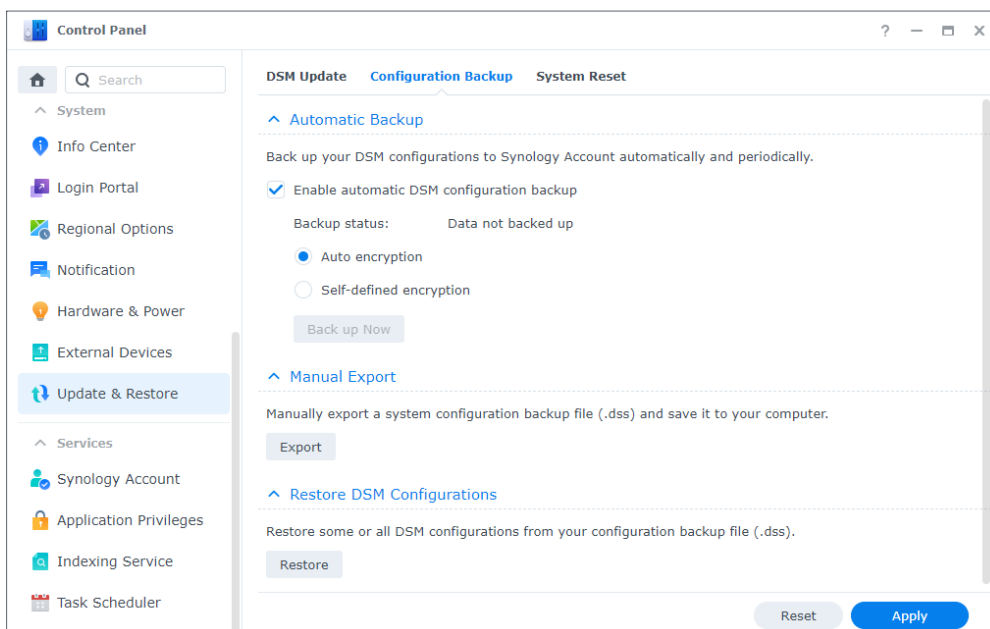 Control Panel
?
Search
System
Info Center
Login Portal
Regional Options
Notification
Hardware & Power
External Devices
Update & Restore
Services
Synology Account
Application Privileges
Indexing Service
Task Scheduler
DSM Update Configuration Backup System Reset
Automatic Backup
Back up your DSM configurations to Synology Account automatically and periodically.
Enable automatic DSM configuration backup
Backup status: Data not backed up
Auto encryption
Self-defined encryption
Back up Now
Manual Export
Manually export a system configuration backup file (.dss) and save it to your computer.
Export
Restore DSM Configurations
Restore some or all DSM configurations from your configuration backup file (.dss).
Restore
Reset Apply